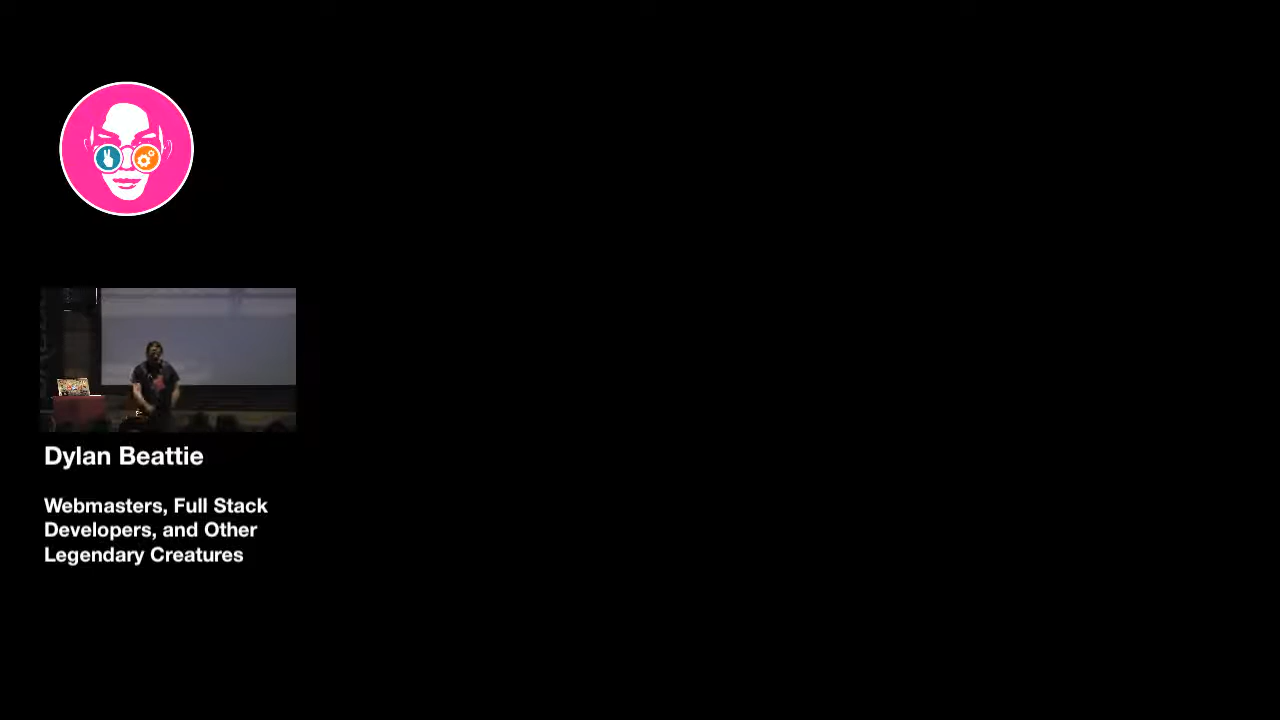 Dylan Beattie
Webmasters, Full Stack
Developers, and Other
Legendary Creatures